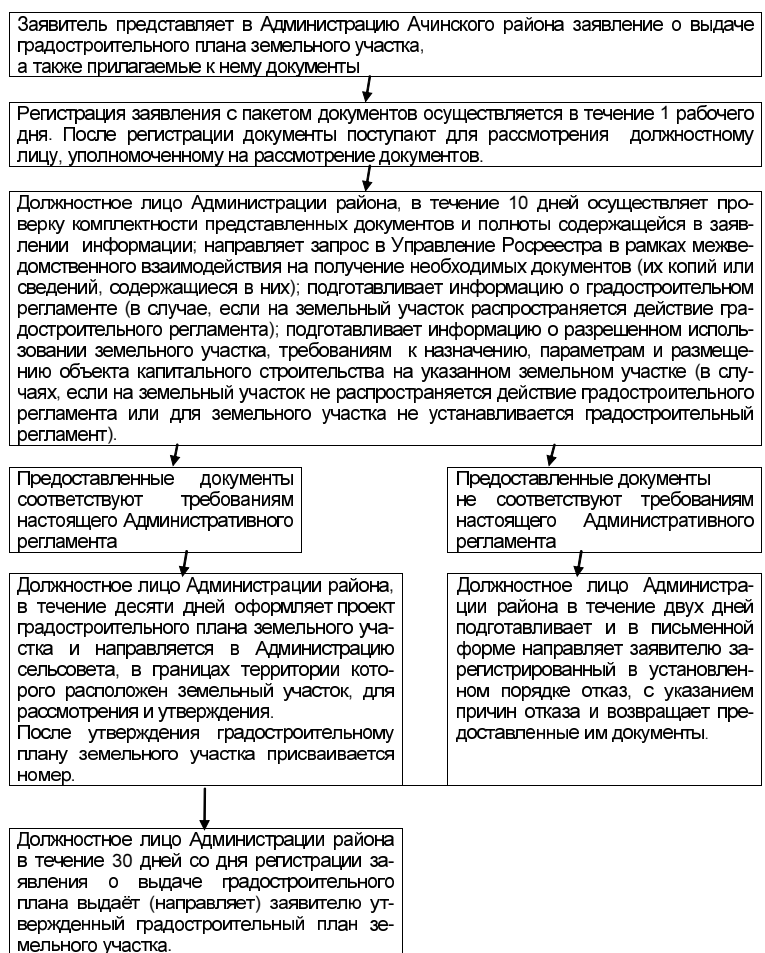 Заявитель представляет в Администрацию Ачинского района заявление о выдаче
градостроительного плана земельного участка,
а также прилагаемые к нему документы
Регистрация заявления с пакетом документов осуществляется в течение 1 рабочего
дня. После регистрации документы поступают для рассмотрения должностному
лицу, уполномоченному на рассмотрение документов.
Должностное лицо Администрации района, в течение 10 дней осуществляет про-
верку комплектности представленных документов и полноты содержащейся в заяв-
лении информации; направляет запрос в Управление Росреестра в рамках межве-
домственного взаимодействия на получение необходимых документов (их копий или
сведений, содержащиеся в них); подготавливает информацию о градостроительном
регламенте (в случае, если на земельный участок распространяется действие гра-
достроительного регламента); подготавливает информацию о разрешенном исполь-
зовании земельного участка, требованиям к назначению, параметрам и размеще-
нию объекта капитального строительства на указанном земельном участке (в слу-
чаях, если на земельный участок не распространяется действие градостроительного
регламента или для земельного участка не устанавливается градостроительный
регламент).
Предоставленные документы
соответствуют требованиям
настоящего Административного
регламента
Предоставленные документы
не соответствуют требованиям
настоящего Административного
регламента
Должностное лицо Администрации района,
в течение десяти дней оформляет проект
градостроительного плана земельного уча-
стка и направляется в Администрацию
сельсовета, в границах территории кото-
рого расположен земельный участок, для
рассмотрения и утверждения.
После утверждения градостроительному
плану земельного участка присваивается
номер.
Должностное лицо Администра-
ции района в течение двух дней
подготавливает и в письменной
форме направляет заявителю за-
регистрированный в установлен-
ном порядке отказ, с указанием
причин отказа и возвращает пре-
доставленные им документы.
Должностное лицо Администрации района
в течение 30 дней со дня регистрации за-
явления о выдаче градостроительного
плана выдаёт (направляет) заявителю ут-
вержденный градостроительный план зе-
мельного участка.